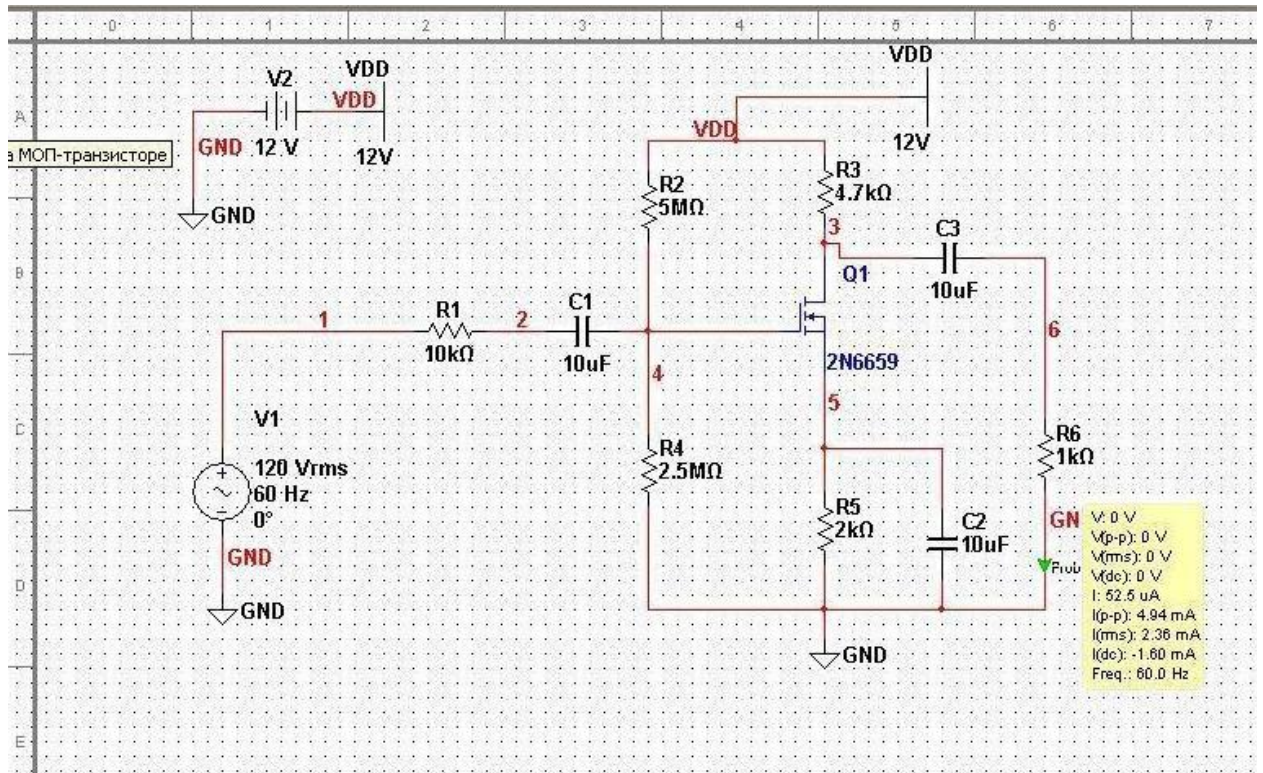 0 1 2 3 4 5 6 7
A
B
C
D
E
V2
VDD
VDD
GND
12 V
12V
GND
а МОП-транзисторе
VDD
VDD
12V
R2
5MΩ
R3
4.7kΩ
3
C3
10uF
Q1
2N6659
1
R1
10kΩ
2
C1
10uF
4
5
6
V1
120 Vrms
60 Hz
0°
GND
GND
R4
2.5MΩ
R5
2kΩ
C2
10uF
R6
1kΩ
GN
V: 0 V
V(p-p): 0 V
V(rms): 0 V
V(dc): 0 V
I: 52.5 uA
I(p-p): 4.94 mA
I(rms): 2.36 mA
I(dc): -1.60 mA
Freq.: 60.0 Hz
GND